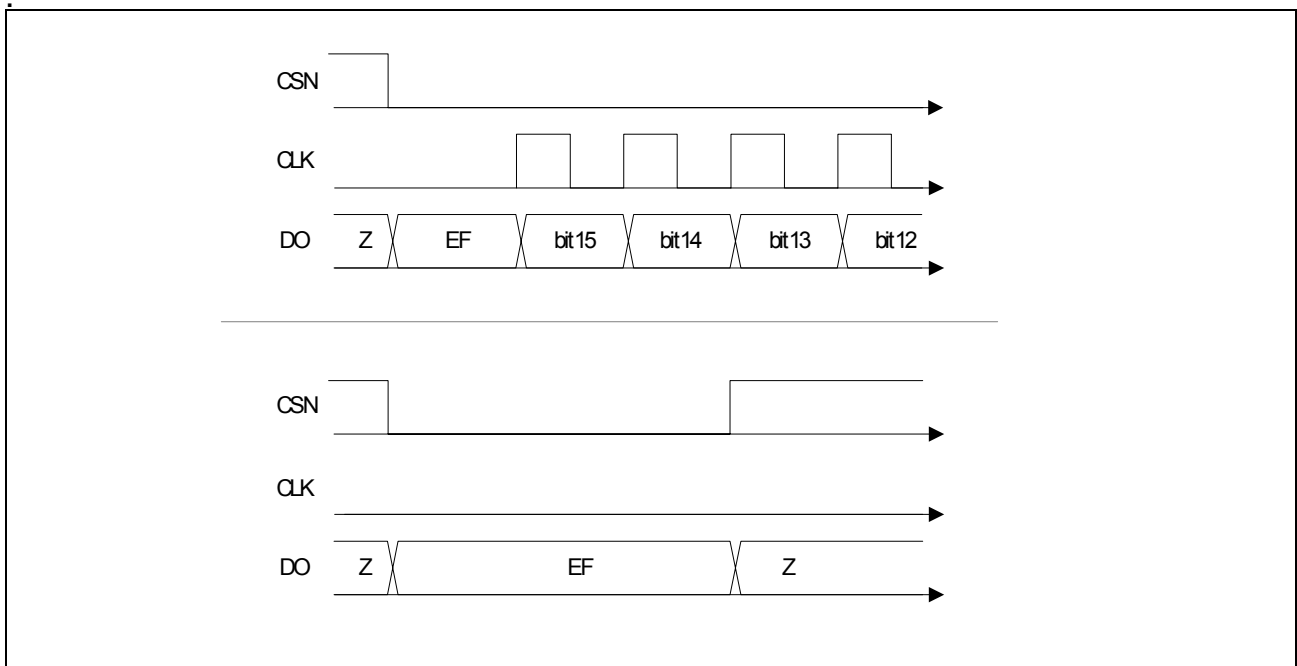 .
CSN
CLK
DO Z EF bit15 bit14 bit13 bit12
CSN
CLK
DO Z EF Z